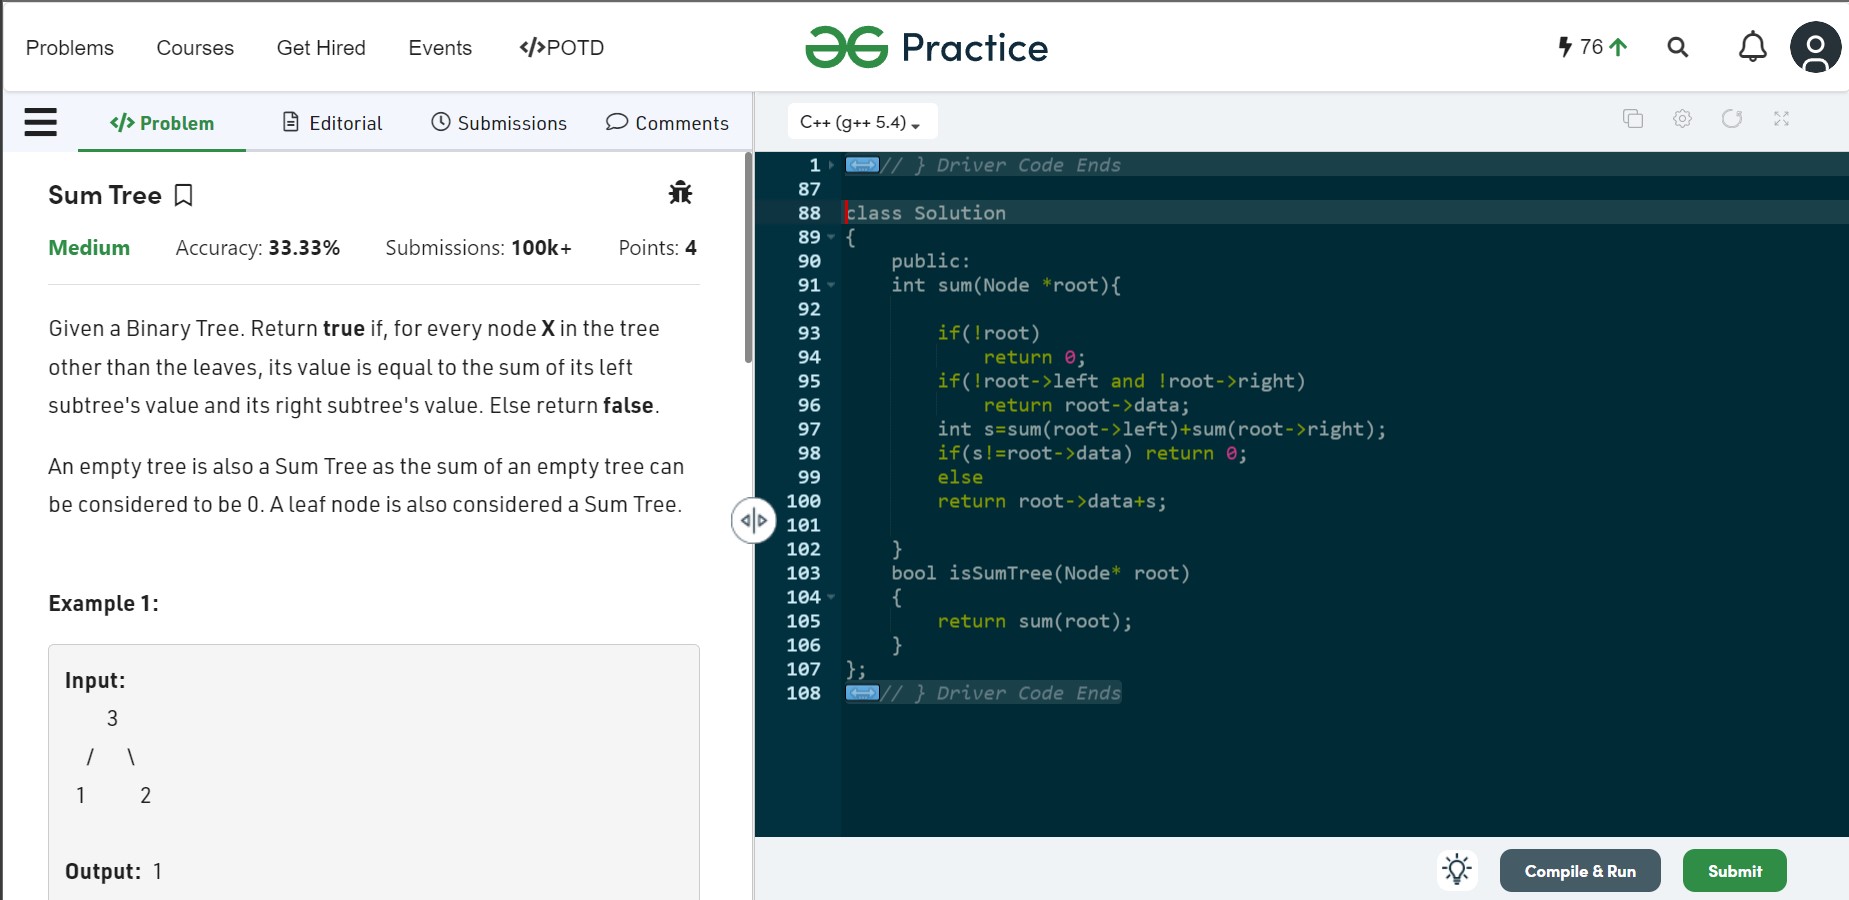 Problems Courses Get Hired Events </>POTD Practice 76
</> Problem Editorial Submissions Comments
Sum Tree
Medium Accuracy: 33.33% Submissions: 100k+ Points: 4
Given a Binary Tree. Return true if, for every node X in the tree
other than the leaves, its value is equal to the sum of its left
subtree's value and its right subtree's value. Else return false.
An empty tree is also a Sum Tree as the sum of an empty tree can
be considered to be 0. A leaf node is also considered a Sum Tree.
Example 1:
Input:
3
/ \
1 2
Output: 1
C++ (g++ 5.4)
1 // } Driver Code Ends
87
88 class Solution
89 {
90 public:
91 int sum(Node *root){
92
93 if(!root)
94 return 0;
95 if(!root->left and !root->right)
96 return root->data;
97 int s=sum(root->left)+sum(root->right);
98 if(s!=root->data) return 0;
99 else
100 return root->data+s;
101
102 }
103 bool isSumTree(Node* root)
104 {
105 return sum(root);
106 }
107 };
108 // } Driver Code Ends
Compile & Run Submit